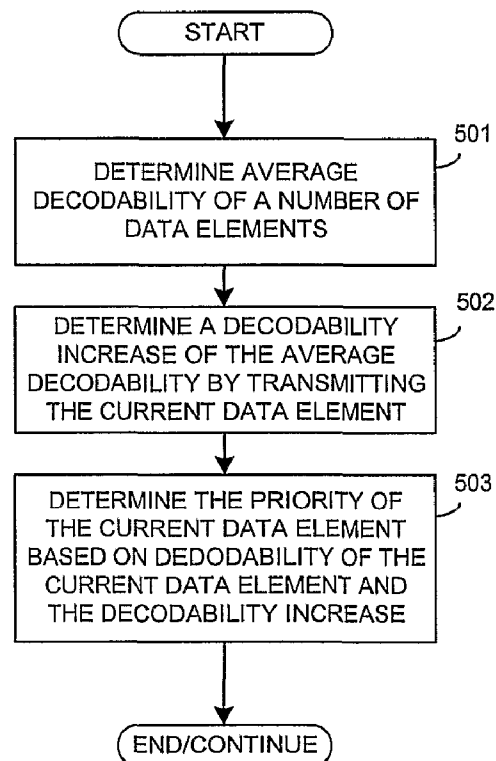 START
501
DETERMINE AVERAGE
DECODABILITY OF A NUMBER OF
DATA ELEMENTS
502
DETERMINE A DECODABILITY
INCREASE OF THE AVERAGE
DECODABILITY BY TRANSMITTING
THE CURRENT DATA ELEMENT
503
DETERMINE THE PRIORITY OF
THE CURRENT DATA ELEMENT
BASED ON DEDODABILITY OF THE
CURRENT DATA ELEMENT AND
THE DECODABILITY INCREASE
END/CONTINUE